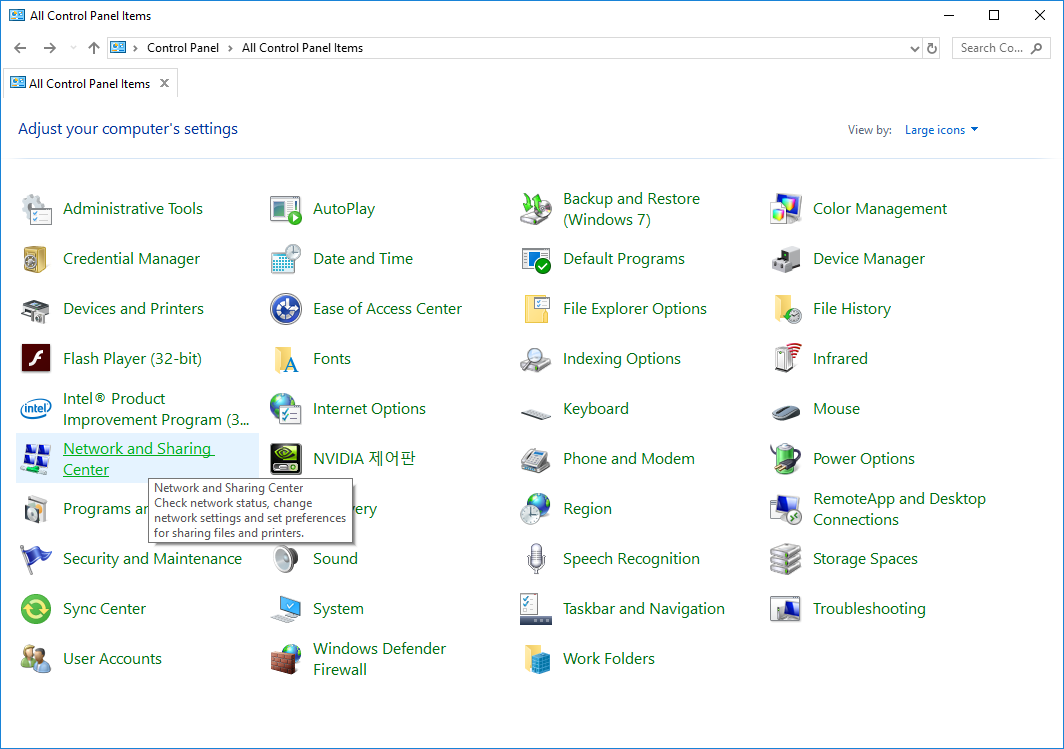 All Control Panel Items
Control Panel › All Control Panel Items
Search Co...
All Control Panel Items
Adjust your computer's settings
View by: Large icons
Administrative Tools
AutoPlay
Backup and Restore
(Windows 7)
Color Management
Credential Manager
Date and Time
Default Programs
Device Manager
Devices and Printers
Ease of Access Center
File Explorer Options
File History
Flash Player (32-bit)
Fonts
Indexing Options
Infrared
intel
Intel® Product
Improvement Program (3...
Internet Options
Keyboard
Mouse
Network and Sharing
Center
NVIDIA 제어판
Phone and Modem
Power Options
Network and Sharing Center
Check network status, change
network settings and set preferences
for sharing files and printers.
Programs
Region
RemoteApp and Desktop
Connections
Security and Maintenance
Sound
Speech Recognition
Storage Spaces
Sync Center
System
Taskbar and Navigation
Troubleshooting
User Accounts
Windows Defender
Firewall
Work Folders